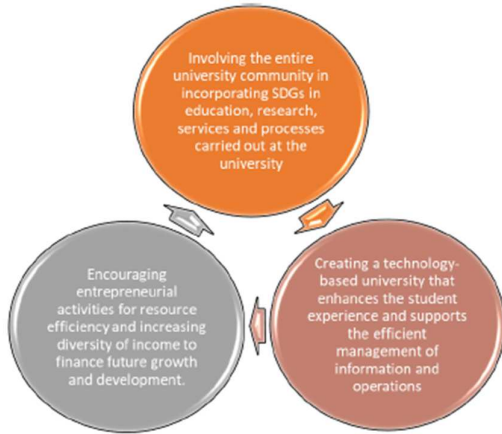 Involving the entire
university community in
incorporating SDGs in
education, research,
services and processes
carried out at the
university
Creating a technology-
based university that
enhances the student
experience and supports
the efficient
management of
information and
operations
Encouraging
entrepreneurial
activities for resource
efficiency and increasing
diversity of income to
finance future growth
and development.